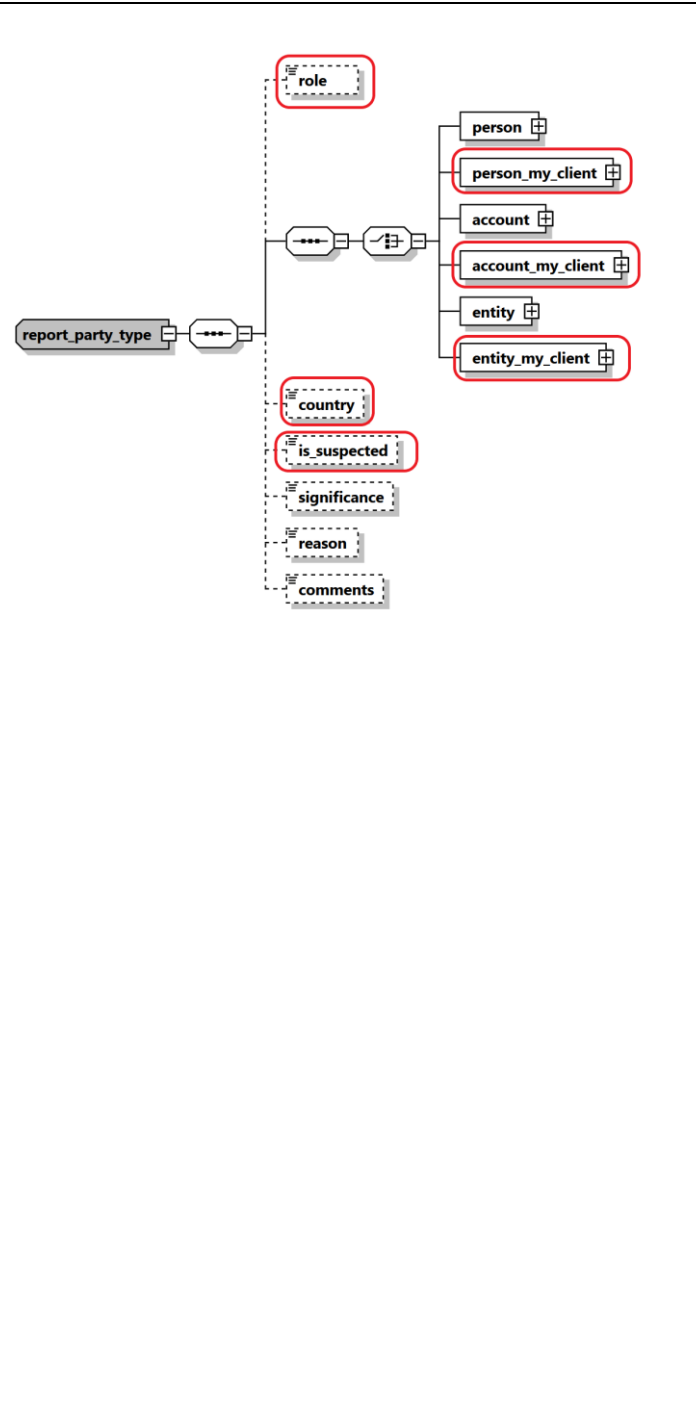 role
person
person_my_client
account
account_my_client
entity
report_party_type
entity_my_client
country
is_suspected
significance
reason
comments